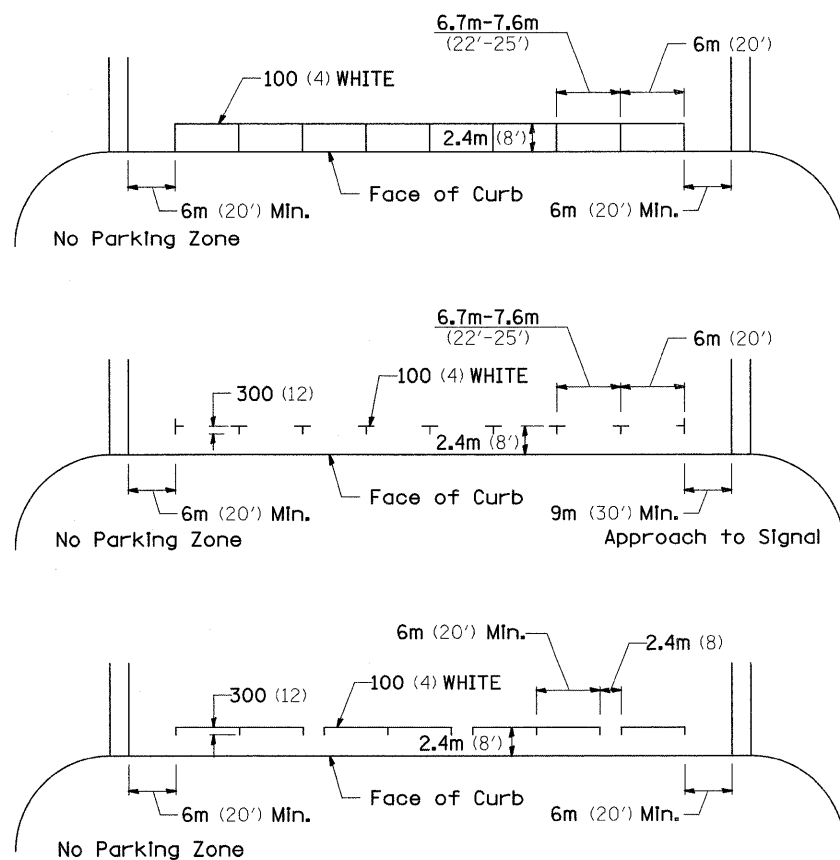 6.7m-7.6m
(22'-25')
6m (20')
100 (4) WHITE
2.4m (8')
Face of Curb
6m (20') Min.
6m (20') Min.
No Parking Zone
6.7m-7.6m
(22'-25')
6m (20')
300 (12)
100 (4) WHITE
2.4m (8')
Face of Curb
6m (20') Min.
9m (30') Min.
No Parking Zone
Approach to Signal
6m (20') Min.
2.4m (8)
300 (12)
100 (4) WHITE
2.4m (8')
Face of Curb
6m (20') Min.
6m (20') Min.
No Parking Zone